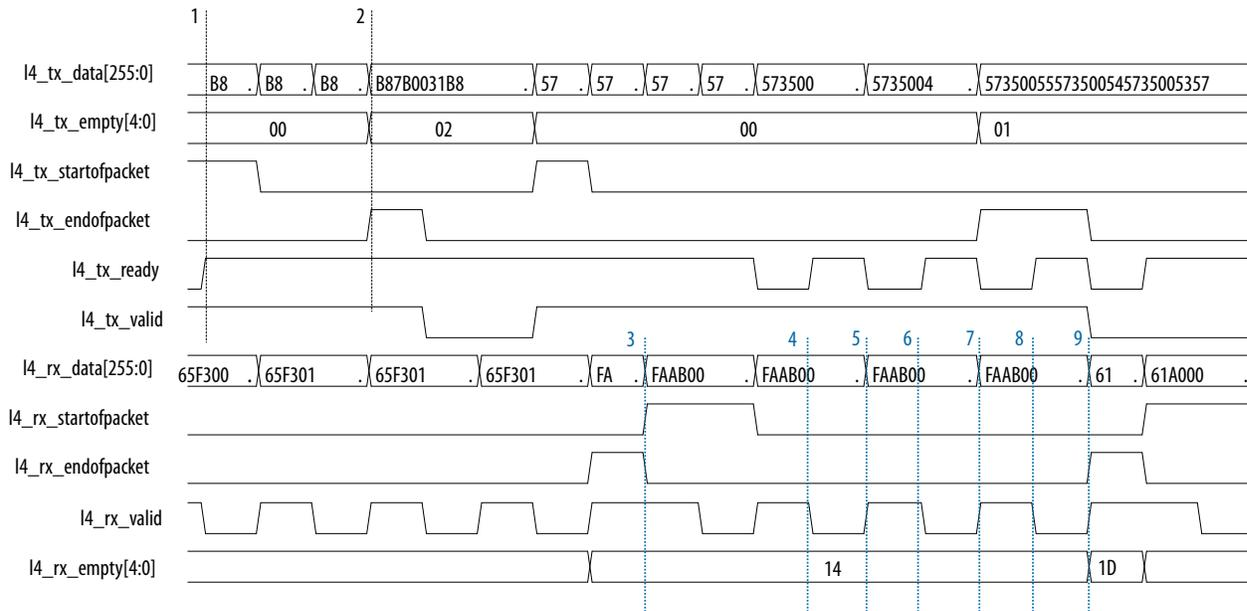 1 2
l4_tx_data[255:0] B8 . B8 . B8 . B87B0031B8 . 57 . 57 . 57 . 57 . 573500 . 5735004 . 57350055573500545735005357
l4_tx_empty[4:0] 00 02 00 01
l4_tx_startofpacket
l4_tx_endofpacket
l4_tx_ready
l4_tx_valid
3 4 5 6 7 8 9
l4_rx_data[255:0] 65F300 . 65F301 . 65F301 . 65F301 . FA . FAAB00 . FAAB00 . FAAB00 . FAAB00 . 61 . 61A000 .
l4_rx_startofpacket
l4_rx_endofpacket
l4_rx_valid
l4_rx_empty[4:0] 14 1D